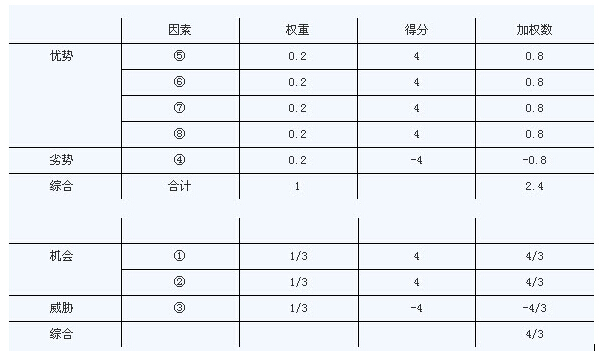 因素 权重 得分 加权数
优势 ⑤ 0.2 4 0.8
⑥ 0.2 4 0.8
⑦ 0.2 4 0.8
⑧ 0.2 4 0.8
劣势 ④ 0.2 -4 -0.8
综合 合计 1 2.4
机会 ① 1/3 4 4/3
② 1/3 4 4/3
威胁 ③ 1/3 -4 -4/3
综合 4/3